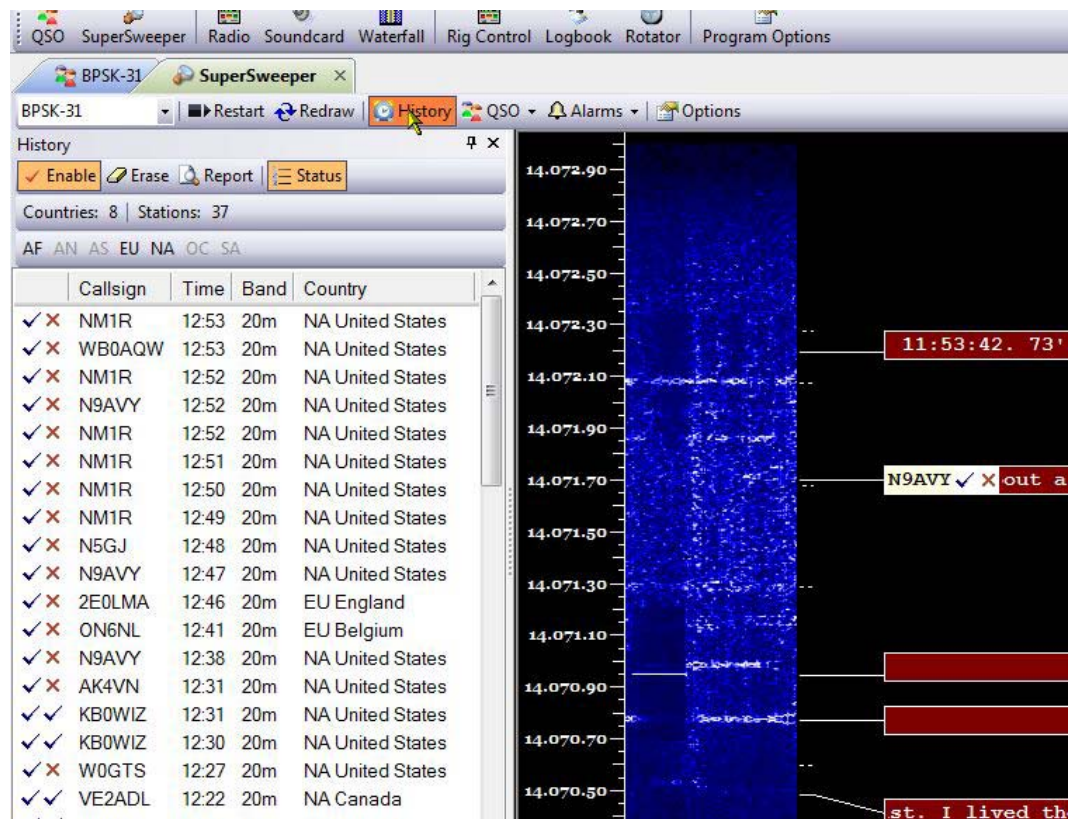 QSO SuperSweeper Radio Soundcard Waterfall Rig Control Logbook Rotator Program Options
BPSK-31 SuperSweeper
BPSK-31 Restart Redraw History QSO Alarms Options
History
Enable Erase Report Status
Countries: 8 Stations: 37
AF AN AS EU NA OC SA
Callsign Time Band Country
NM1R 12:53 20m NA United States
WB0AQW 12:53 20m NA United States
NM1R 12:52 20m NA United States
N9AVY 12:52 20m NA United States
NM1R 12:52 20m NA United States
NM1R 12:51 20m NA United States
NM1R 12:50 20m NA United States
NM1R 12:49 20m NA United States
N5GJ 12:48 20m NA United States
N9AVY 12:47 20m NA United States
2E0LMA 12:46 20m EU England
ON6NL 12:41 20m EU Belgium
N9AVY 12:38 20m NA United States
AK4VN 12:31 20m NA United States
KB0WIZ 12:31 20m NA United States
KB0WIZ 12:30 20m NA United States
W0GTS 12:27 20m NA United States
VE2ADL 12:22 20m NA Canada
14.072.90
14.072.70
14.072.50
14.072.30
14.072.10
14.071.90
14.071.70
14.071.50
14.071.30
14.071.10
14.070.90
14.070.70
14.070.50
11:53:42. 73'
N9AVY out a
st. I lived the